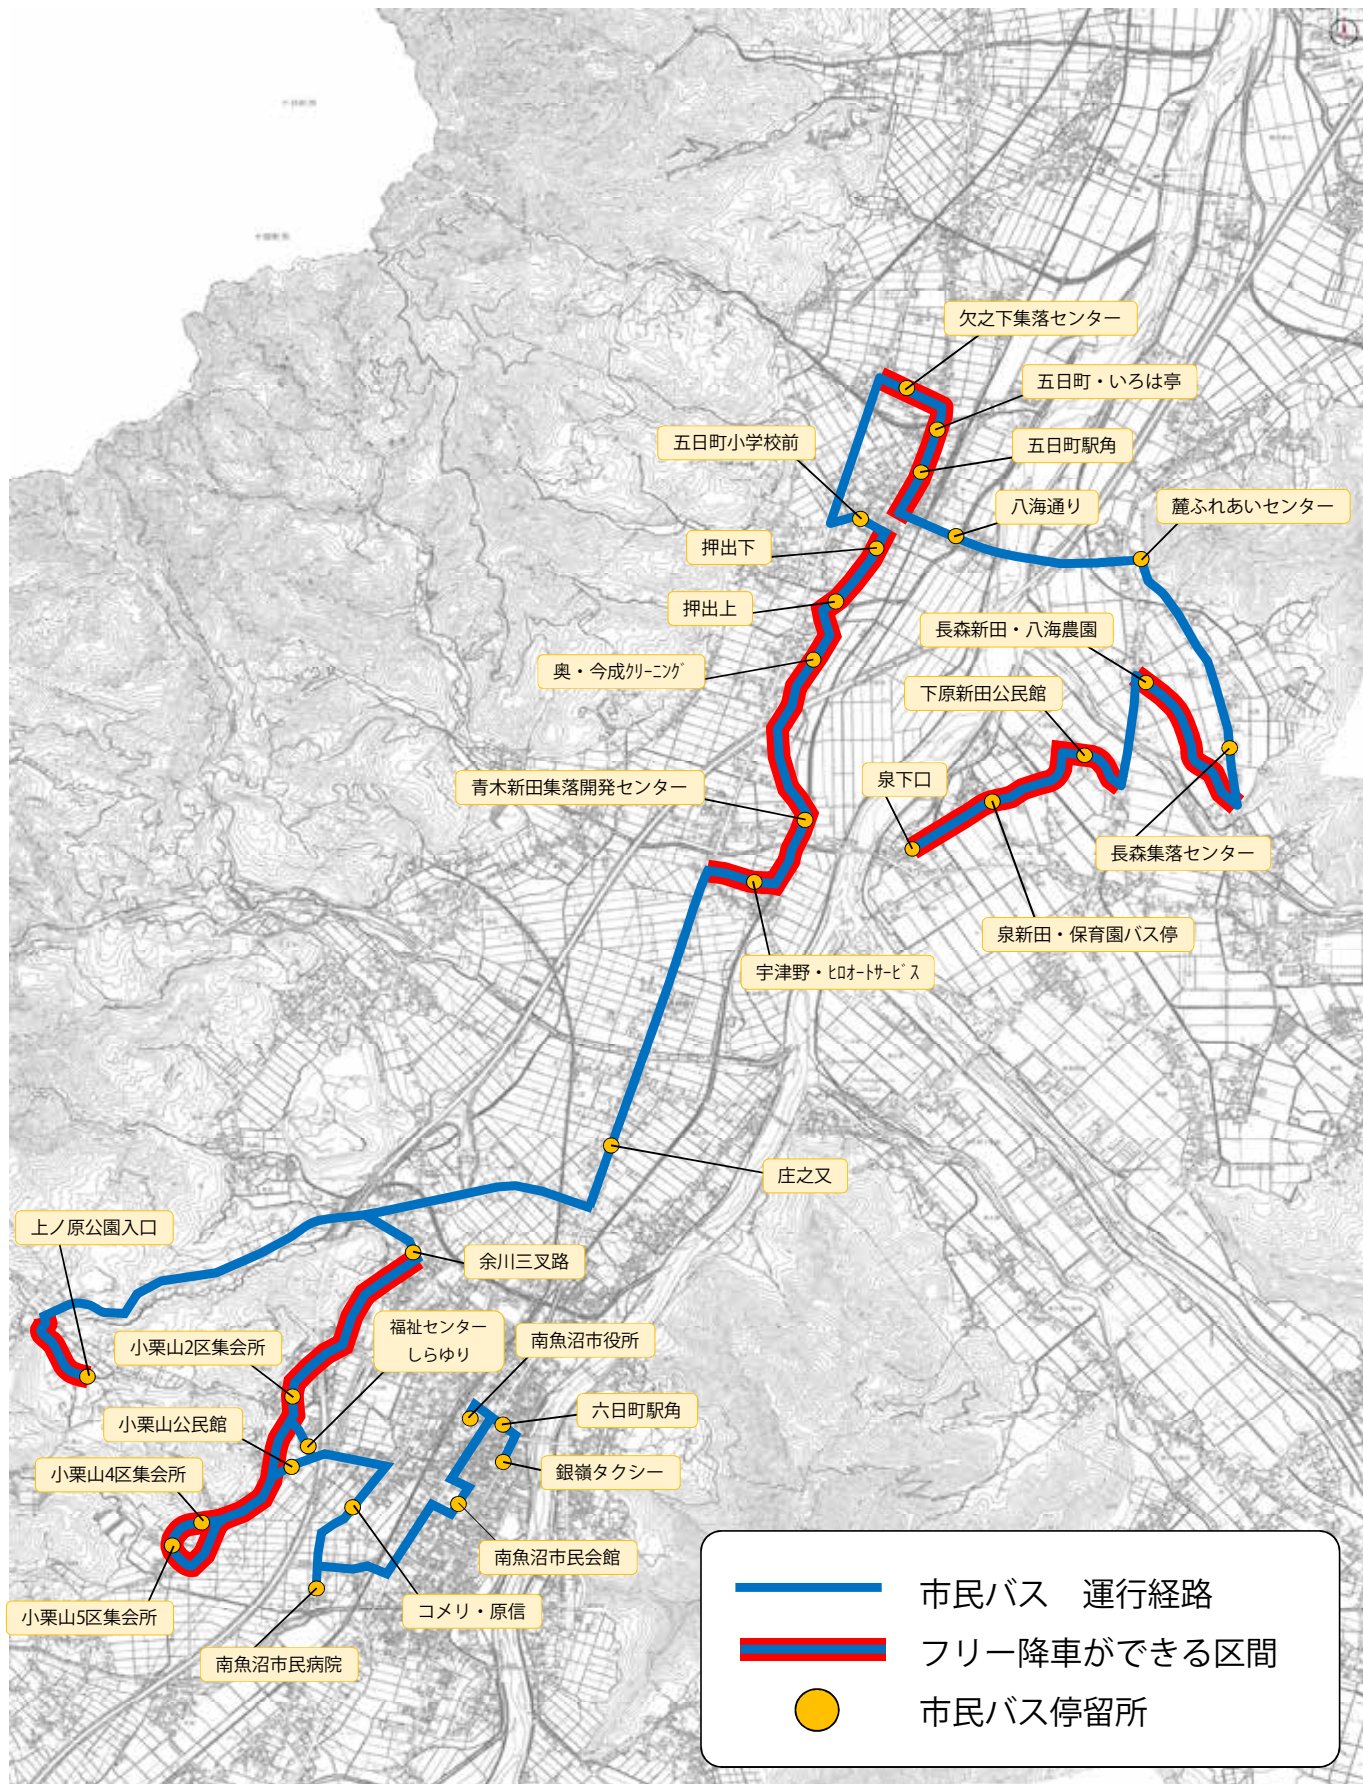 欠之下集落センター
五日町・いろは亭
五日町小学校前
五日町駅角
八海通り
麓ふれあいセンター
押出下
押出上
長森新田・八海農園
奥・今成ｸﾘｰﾆﾝｸﾞ
下原新田公民館
青木新田集落開発センター
泉下口
長森集落センター
泉新田・保育園バス停
宇津野・ﾋﾛｵｰﾄｻｰﾋﾞｽ
庄之又
上ノ原公園入口
余川三叉路
福祉センター
しらゆり
南魚沼市役所
小栗山2区集会所
六日町駅角
小栗山公民館
銀嶺タクシー
小栗山4区集会所
南魚沼市民会館
コメリ・原信
小栗山5区集会所
南魚沼市民病院
市民バス　運行経路
フリー降車ができる区間
市民バス停留所